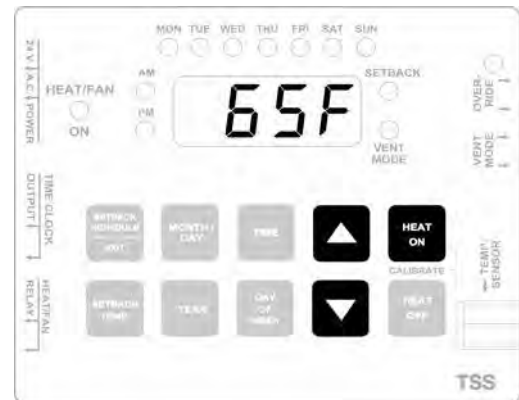 MON TUE WED THU FRI SAT SUN
24 V. A.C. POWER
HEAT/FAN
ON
AM
PM
65F
SETBACK
VENT
MODE
OVER
RIDE
VENT
MODE
TIME CLOCK
OUTPUT
HEAT/FAN
RELAY
SETBACK
SCHEDULE
EXIT
MONTH/
DAY
TIME
HEAT
ON
CALIBRATE
SETBACK
TEMP
YEAR
DAY
OF
WEEK
HEAT
OFF
TEMP.
SENSOR
TSS